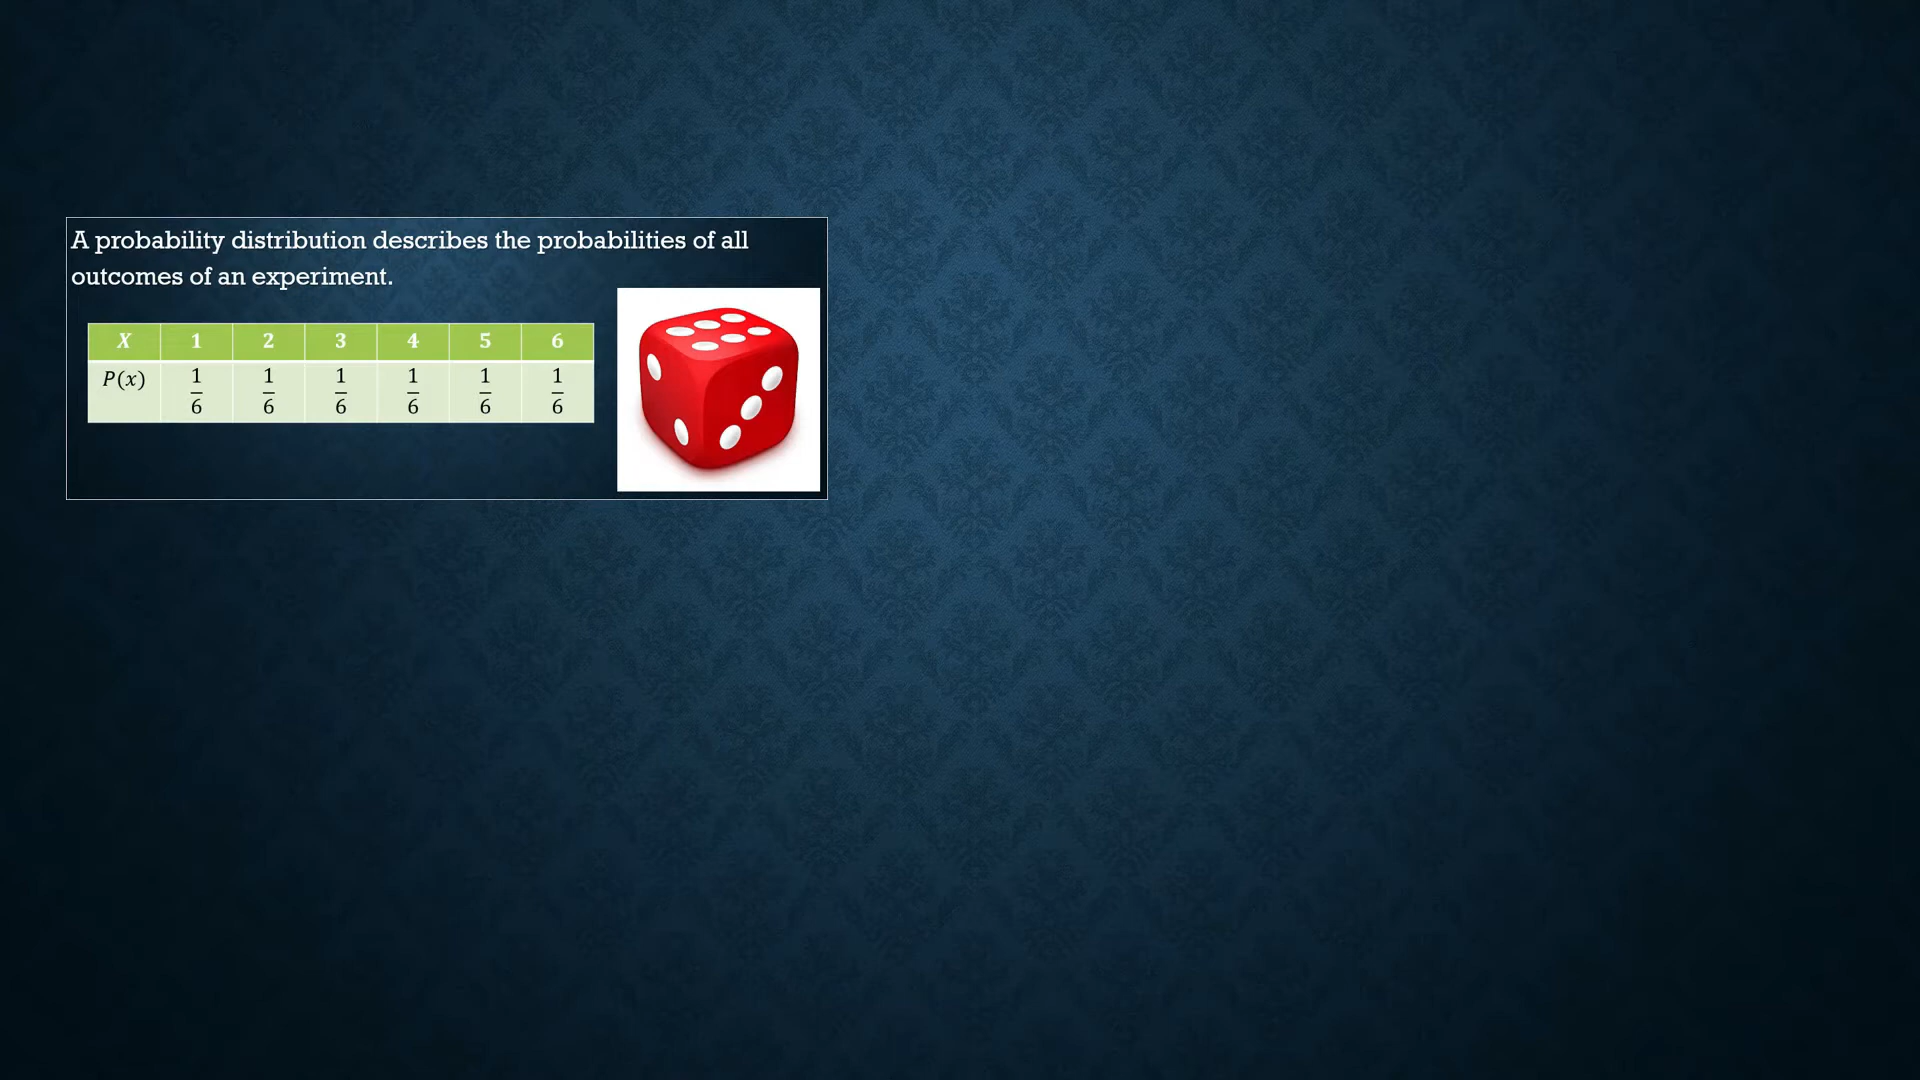 A probability distribution describes the probabilities of all
outcomes of an experiment.
X 1 2 3 4 5 6
P(x) 1/6 1/6 1/6 1/6 1/6 1/6